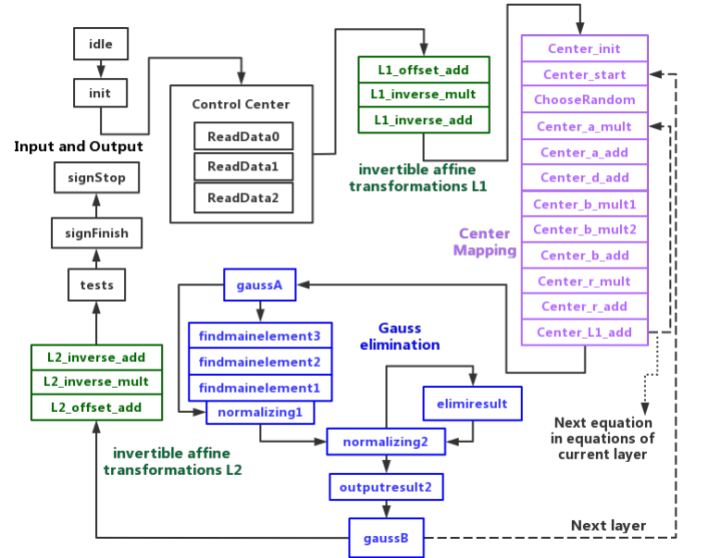 idle
init
Input and Output
Control Center
ReadData0
ReadData1
ReadData2
L1_offset_add
L1_inverse_mult
L1_inverse_add
invertible affine
transformations L1
Center_init
Center_start
ChooseRandom
Center_a_mult
Center_a_add
Center_d_add
Center_b_mult1
Center_b_mult2
Center_b_add
Center_r_mult
Center_r_add
Center_L1_add
Center
Mapping
signStop
signFinish
tests
L2_inverse_add
L2_inverse_mult
L2_offset_add
invertible affine
transformations L2
gaussA
findmainelement3
findmainelement2
findmainelement1
normalizing1
Gauss
elimination
elimiresult
normalizing2
outputresult2
gaussB
Next equation
in equations of
current layer
Next layer